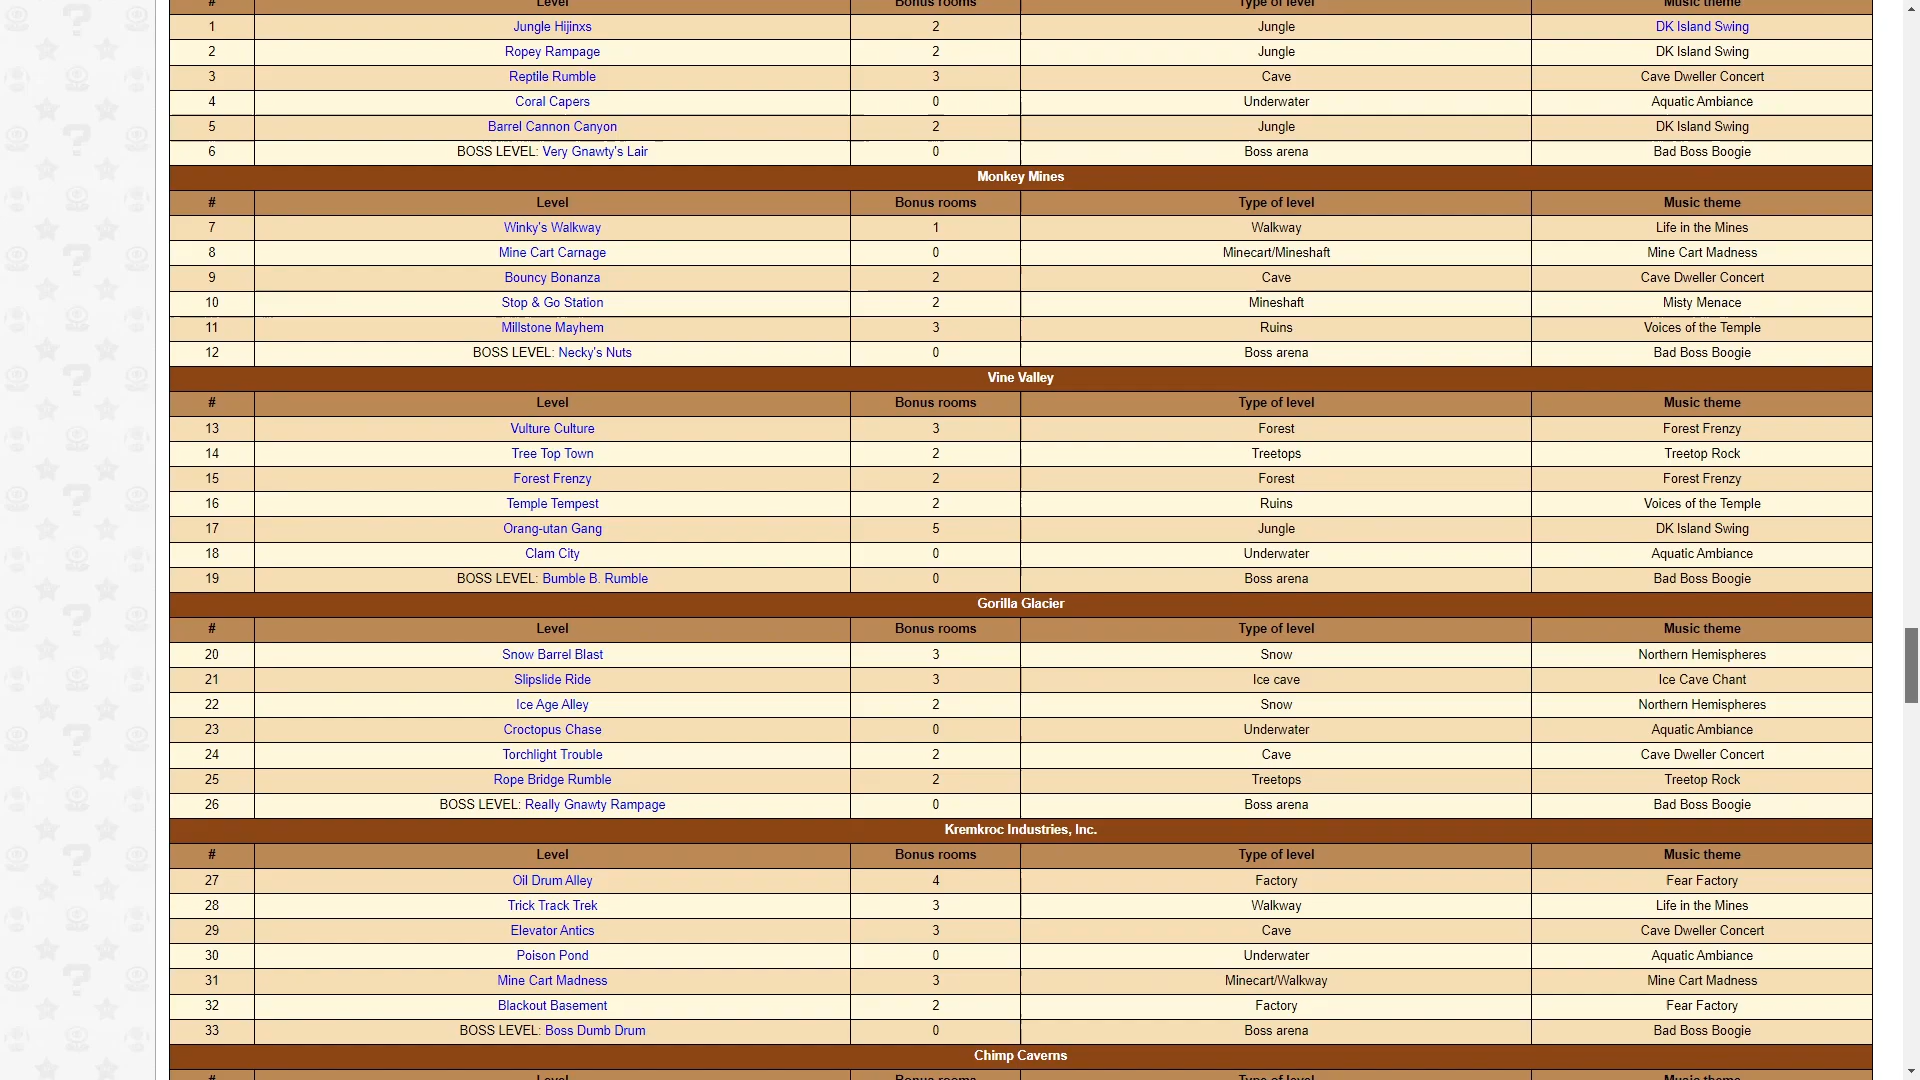 # Level Bonus rooms Type of level Music theme
1 Jungle Hijinxs 2 Jungle DK Island Swing
2 Ropey Rampage 2 Jungle DK Island Swing
3 Reptile Rumble 3 Cave Cave Dweller Concert
4 Coral Capers 0 Underwater Aquatic Ambiance
5 Barrel Cannon Canyon 2 Jungle DK Island Swing
6 BOSS LEVEL: Very Gnawty's Lair 0 Boss arena Bad Boss Boogie
Monkey Mines
# Level Bonus rooms Type of level Music theme
7 Winky's Walkway 1 Walkway Life in the Mines
8 Mine Cart Carnage 0 Minecart/Mineshaft Mine Cart Madness
9 Bouncy Bonanza 2 Cave Cave Dweller Concert
10 Stop & Go Station 2 Mineshaft Misty Menace
11 Millstone Mayhem 3 Ruins Voices of the Temple
12 BOSS LEVEL: Necky's Nuts 0 Boss arena Bad Boss Boogie
Vine Valley
# Level Bonus rooms Type of level Music theme
13 Vulture Culture 3 Forest Forest Frenzy
14 Tree Top Town 2 Treetops Treetop Rock
15 Forest Frenzy 2 Forest Forest Frenzy
16 Temple Tempest 2 Ruins Voices of the Temple
17 Orang-utan Gang 5 Jungle DK Island Swing
18 Clam City 0 Underwater Aquatic Ambiance
19 BOSS LEVEL: Bumble B. Rumble 0 Boss arena Bad Boss Boogie
Gorilla Glacier
# Level Bonus rooms Type of level Music theme
20 Snow Barrel Blast 3 Snow Northern Hemispheres
21 Slipslide Ride 3 Ice cave Ice Cave Chant
22 Ice Age Alley 2 Snow Northern Hemispheres
23 Croctopus Chase 0 Underwater Aquatic Ambiance
24 Torchlight Trouble 2 Cave Cave Dweller Concert
25 Rope Bridge Rumble 2 Treetops Treetop Rock
26 BOSS LEVEL: Really Gnawty Rampage 0 Boss arena Bad Boss Boogie
Kremkroc Industries, Inc.
# Level Bonus rooms Type of level Music theme
27 Oil Drum Alley 4 Factory Fear Factory
28 Trick Track Trek 3 Walkway Life in the Mines
29 Elevator Antics 3 Cave Cave Dweller Concert
30 Poison Pond 0 Underwater Aquatic Ambiance
31 Mine Cart Madness 3 Minecart/Walkway Mine Cart Madness
32 Blackout Basement 2 Factory Fear Factory
33 BOSS LEVEL: Boss Dumb Drum 0 Boss arena Bad Boss Boogie
Chimp Caverns
# Level Bonus rooms Type of level Music theme